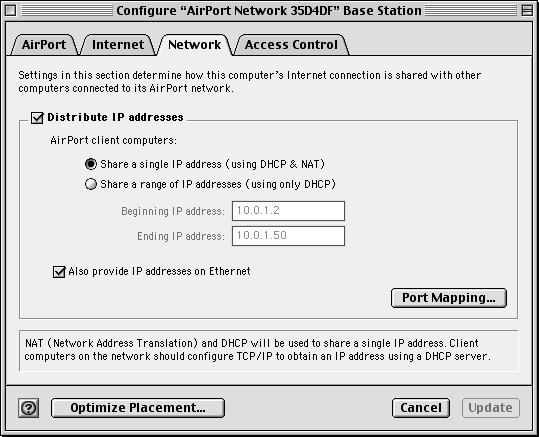 Configure “AirPort Network 35D4DF” Base Station
AirPort
Internet
Network
Access Control
Settings in this section determine how this computer's Internet connection is shared with other
computers connected to its AirPort network.
Distribute IP addresses
AirPort client computers:
Share a single IP address (using DHCP & NAT)
Share a range of IP addresses (using only DHCP)
Beginning IP address: 10.0.1.2
Ending IP address: 10.0.1.50
Also provide IP addresses on Ethernet
Port Mapping...
NAT (Network Address Translation) and DHCP will be used to share a single IP address. Client
computers on the network should configure TCP/IP to obtain an IP address using a DHCP server.
?
Optimize Placement...
Cancel
Update